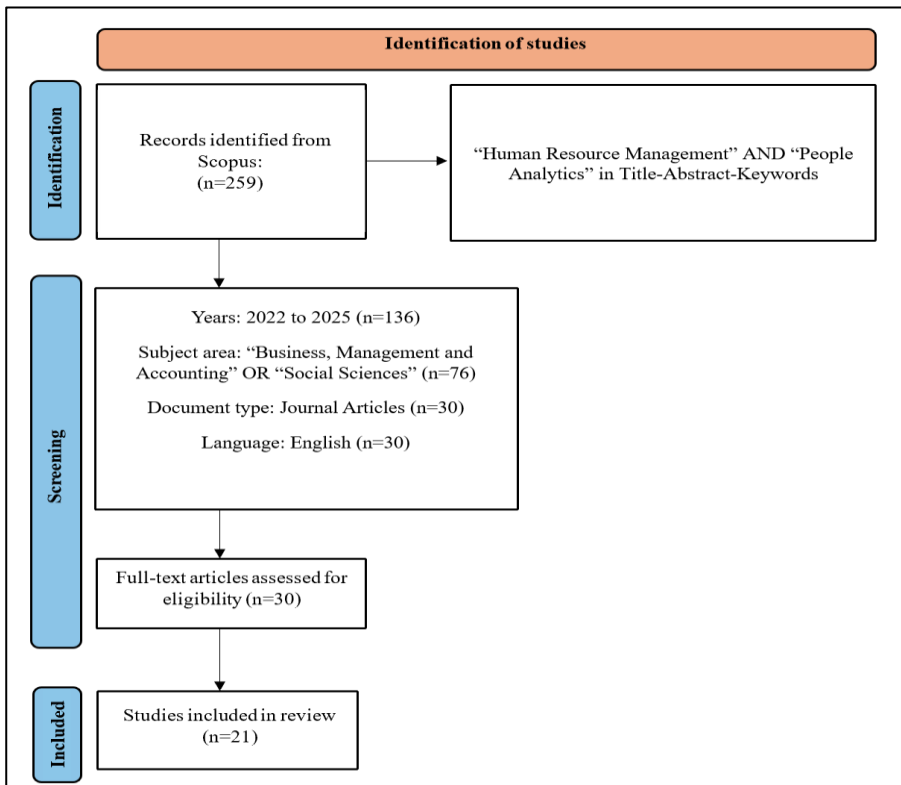 Identification of studies
Identification
Records identified from
Scopus:
(n=259)
“Human Resource Management” AND “People
Analytics” in Title-Abstract-Keywords
Screening
Years: 2022 to 2025 (n=136)
Subject area: “Business, Management and
Accounting” OR “Social Sciences” (n=76)
Document type: Journal Articles (n=30)
Language: English (n=30)
Full-text articles assessed for
eligibility (n=30)
Included
Studies included in review
(n=21)